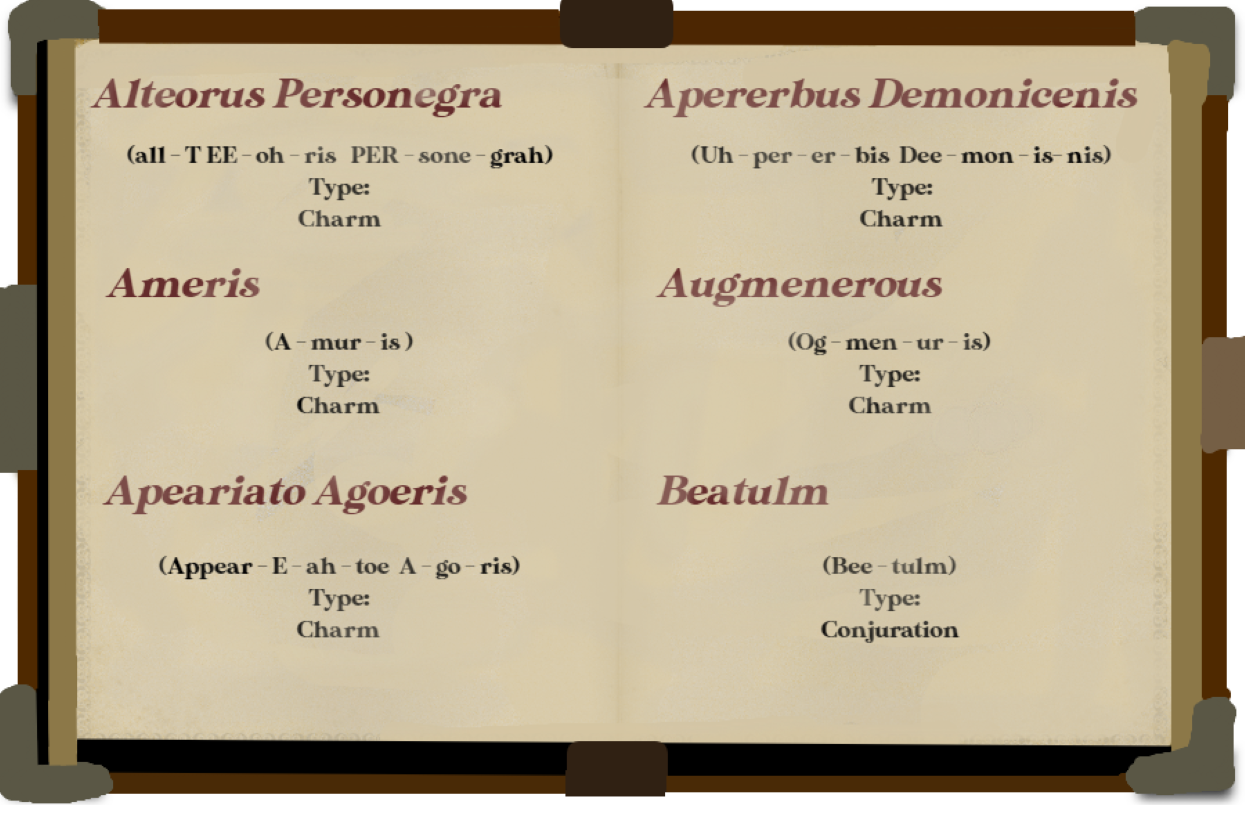 Alteorus Personegra
(all-TEE-oh-ris PER-sone-grah)
Type:
Charm
Ameris
(A-mur-is)
Type:
Charm
Apeariato Agoeris
(Appear-E-ah-toe A-go-ris)
Type:
Charm
Apererbus Demonicenis
(Uh-per-er-bis Dee-mon-is-nis)
Type:
Charm
Augmenerous
(Og-men-ur-is)
Type:
Charm
Beatulm
(Bee-tulm)
Type:
Conjuration